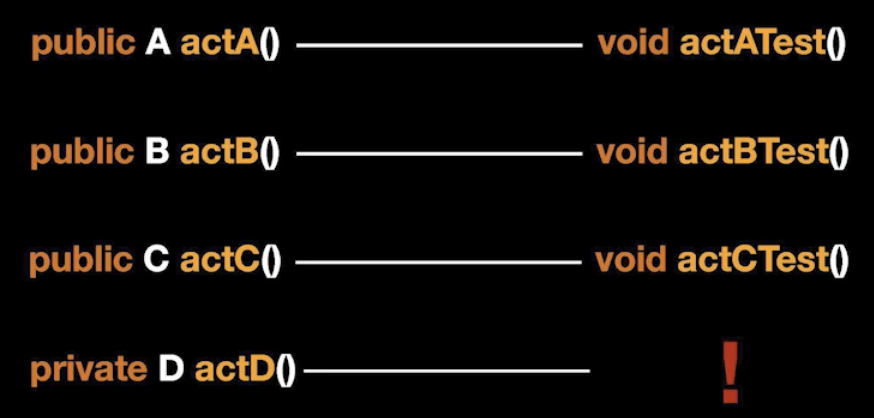 public A actA() void actATest()
public B actB() void actBTest()
public C actC() void actCTest()
private D actD() !